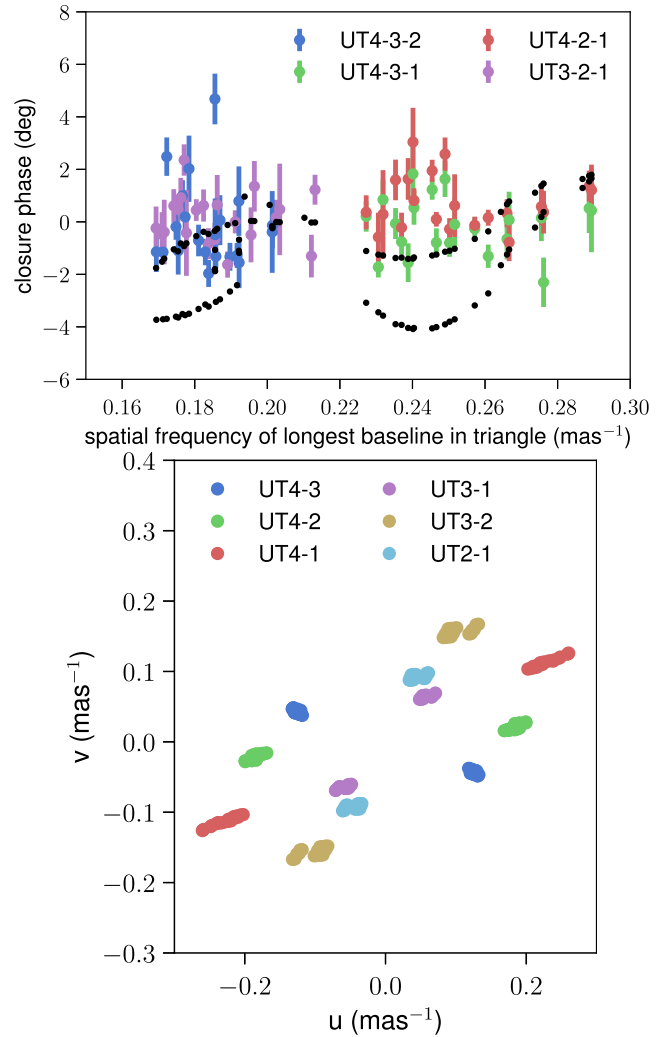 8
6
4
2
0
−2
−4
−6
closure phase (deg)
UT4-3-2 UT4-2-1
UT4-3-1 UT3-2-1
0.16 0.18 0.20 0.22 0.24 0.26 0.28 0.30
spatial frequency of longest baseline in triangle (mas⁻¹)
0.4
0.3
0.2
0.1
0.0
−0.1
−0.2
−0.3
v (mas⁻¹)
UT4-3 UT3-1
UT4-2 UT3-2
UT4-1 UT2-1
−0.2 0.0 0.2
u (mas⁻¹)